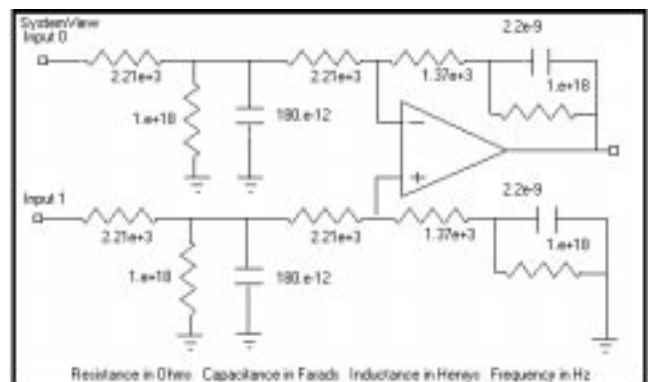 SystemView
Input 0
2.2e-9
2.21e+3
2.21e+3
1.37e+3
1.e+18
1.e+18
180.e-12
Input 1
2.2e-9
2.21e+3
2.21e+3
1.37e+3
1.e+18
1.e+18
180.e-12
Resistance in Ohms Capacitance in Farads Inductance in Henrys Frequency in Hz